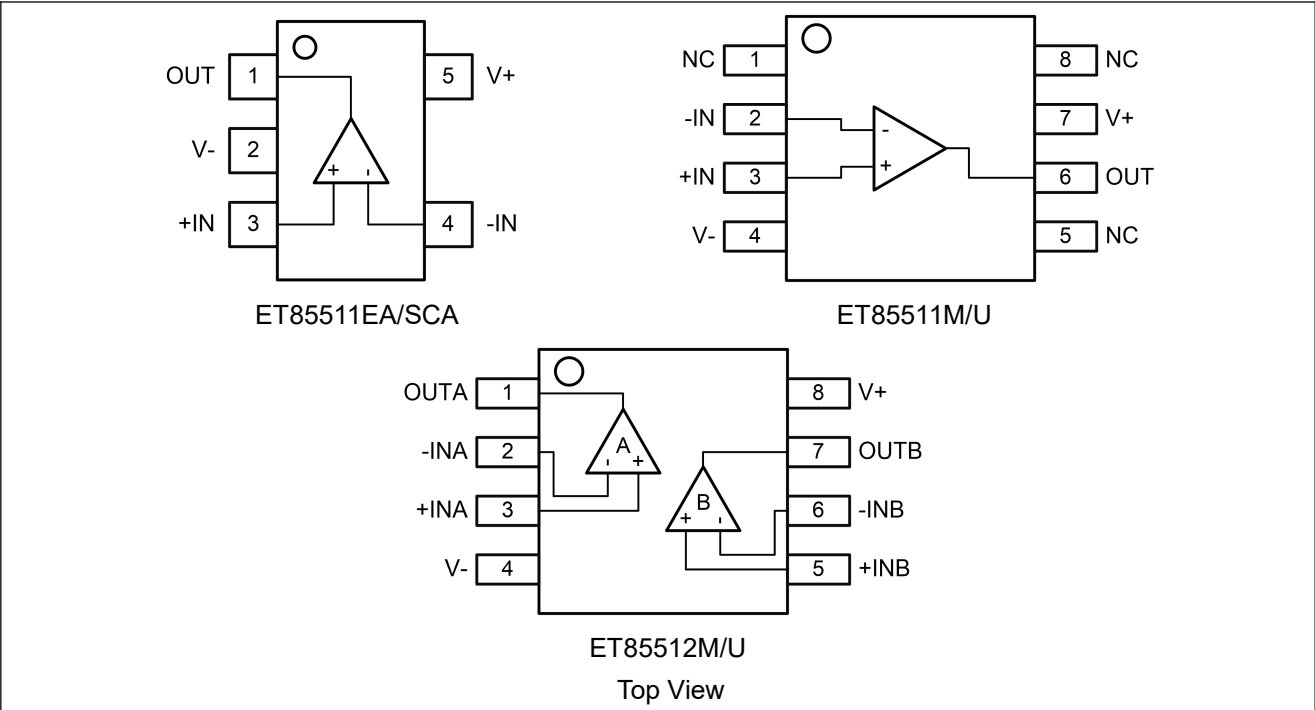 OUT 1 5 V+
V- 2
+IN 3 4 -IN
+ -
ET85511EA/SCA
NC 1 8 NC
-IN 2 7 V+
+IN 3 6 OUT
V- 4 5 NC
-
+
ET85511M/U
OUTA 1 8 V+
-INA 2 7 OUTB
+INA 3 6 -INB
V- 4 5 +INB
A
- +
B
+ -
ET85512M/U
Top View